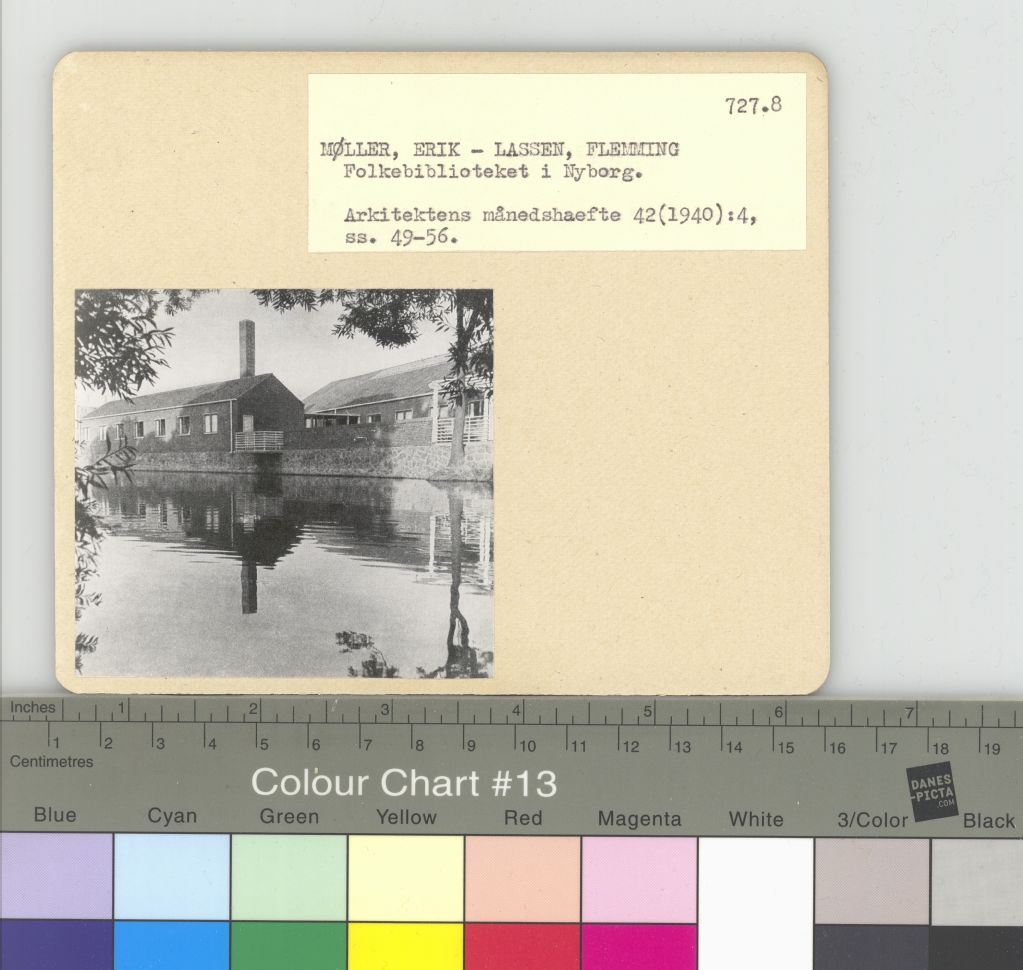 727.8
MØLLER, ERIK - LASSEN, FLEMMING
Folkebiblioteket i Nyborg.
Arkitektens månedshaefte 42(1940):4,
ss. 49-56.
Inches 1 2 3 4 5 6 7
1 2 3 4 5 6 7 8 9 10 11 12 13 14 15 16 17 18 19
Centimetres
Colour Chart #13
DANES
-PICTA
.COM
Blue Cyan Green Yellow Red Magenta White 3/Color Black